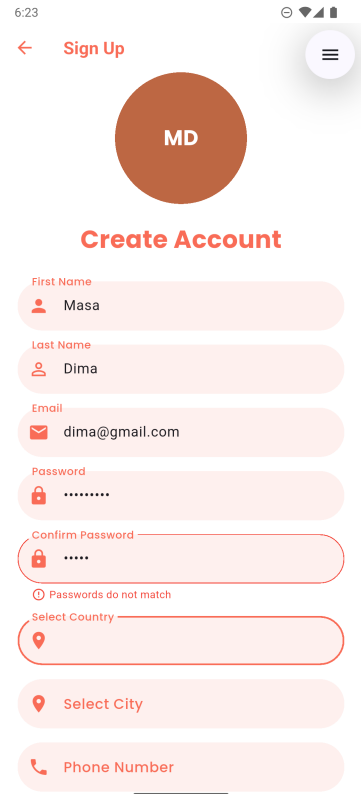 6:23
Sign Up
MD
Create Account
First Name
Masa
Last Name
Dima
Email
dima@gmail.com
Password
•••••••••
Confirm Password
•••••
Passwords do not match
Select Country
Select City
Phone Number